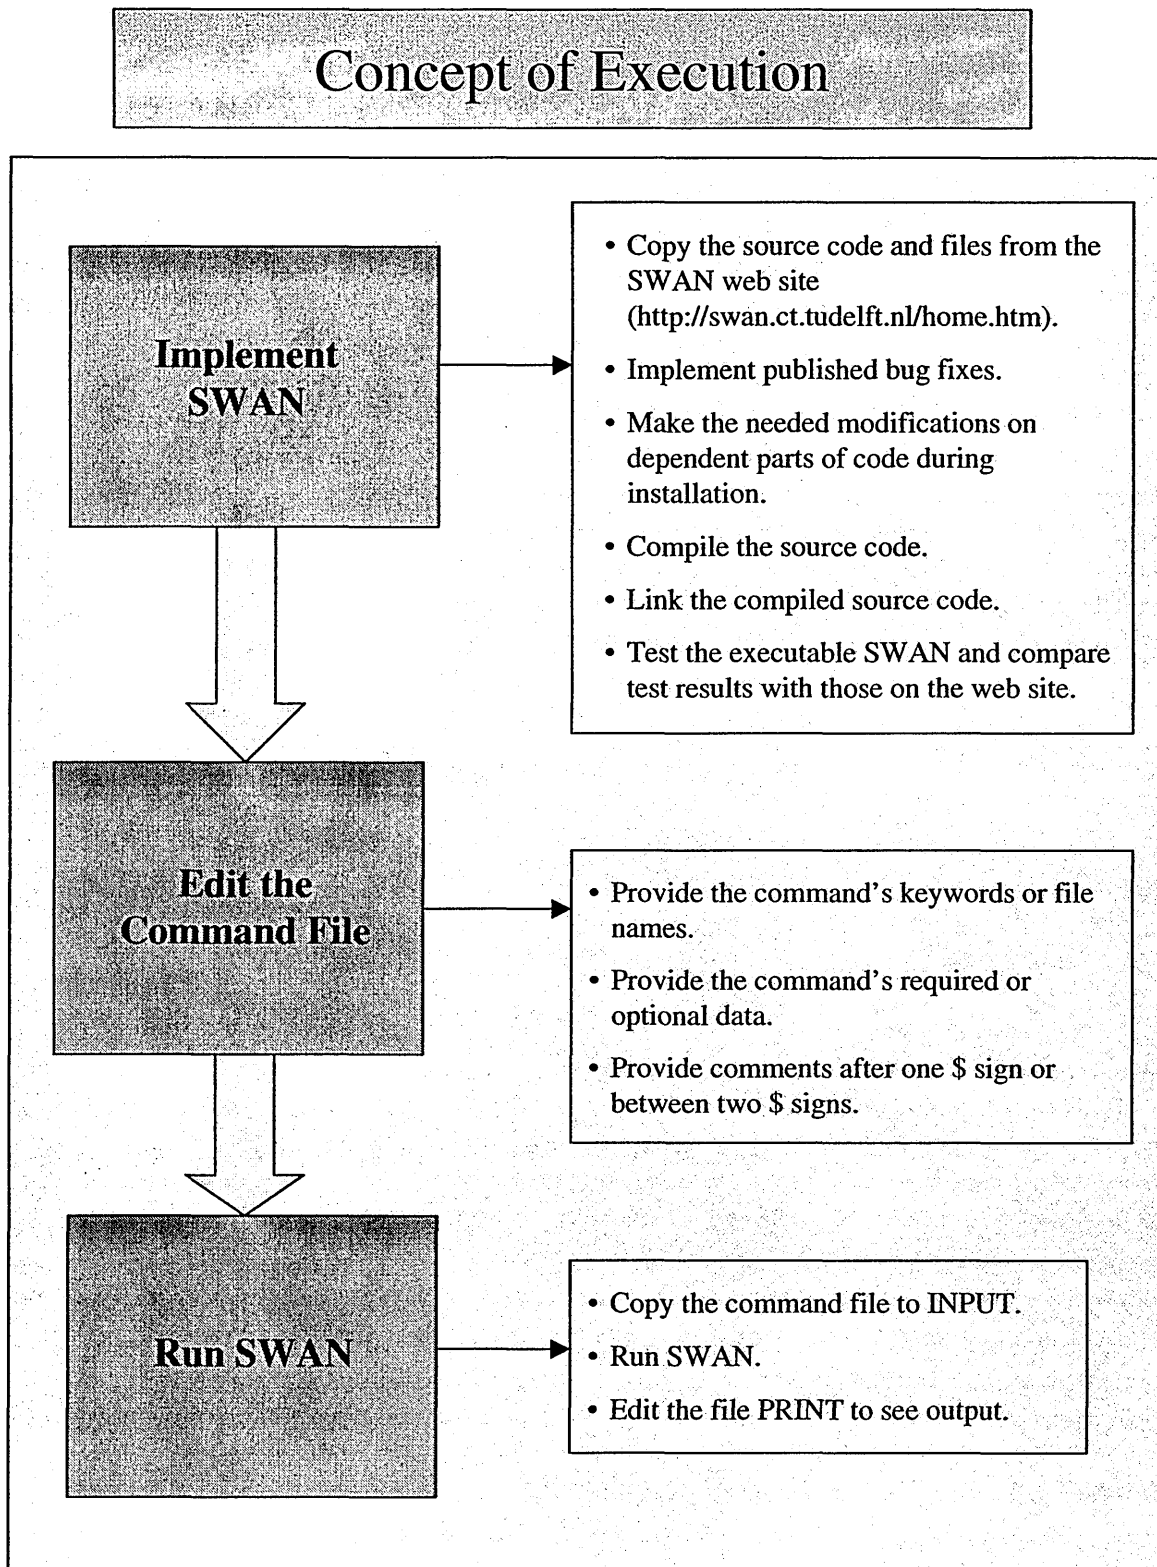 Concept of Execution
Implement
SWAN
• Copy the source code and files from the
SWAN web site
(http://swan.ct.tudelft.nl/home.htm).
• Implement published bug fixes.
• Make the needed modifications on
dependent parts of code during
installation.
• Compile the source code.
• Link the compiled source code.
• Test the executable SWAN and compare
test results with those on the web site.
Edit the
Command File
• Provide the command's keywords or file
names.
• Provide the command's required or
optional data.
• Provide comments after one $ sign or
between two $ signs.
Run SWAN
• Copy the command file to INPUT.
• Run SWAN.
• Edit the file PRINT to see output.